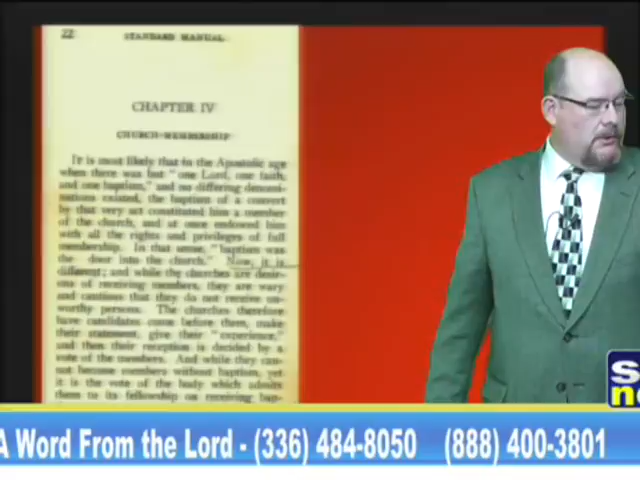 22 STANDARD MANUAL
CHAPTER IV
CHURCH-MEMBERSHIP
It is most likely that in the Apostolic age
when there was but "one Lord, one faith,
and one baptism," and no differing denomi-
nations existed, the baptism of a convert
by that very act constituted him a member
of the church, and at once endowed him
with all the rights and privileges of full
membership. In that sense, "baptism was
the door into the church." Now, it is
different; and while the churches are desir-
ous of receiving members, they are wary
and cautious that they do not receive un-
worthy persons. The churches therefore
have candidates come before them, make
their statement, give their "experience,"
and then their reception is decided by a
vote of the members. And while they can-
not become members without baptism, yet
it is the vote of the body which admits
them to its fellowship on receiving bap-
A Word From the Lord - (336) 484-8050 (888) 400-3801